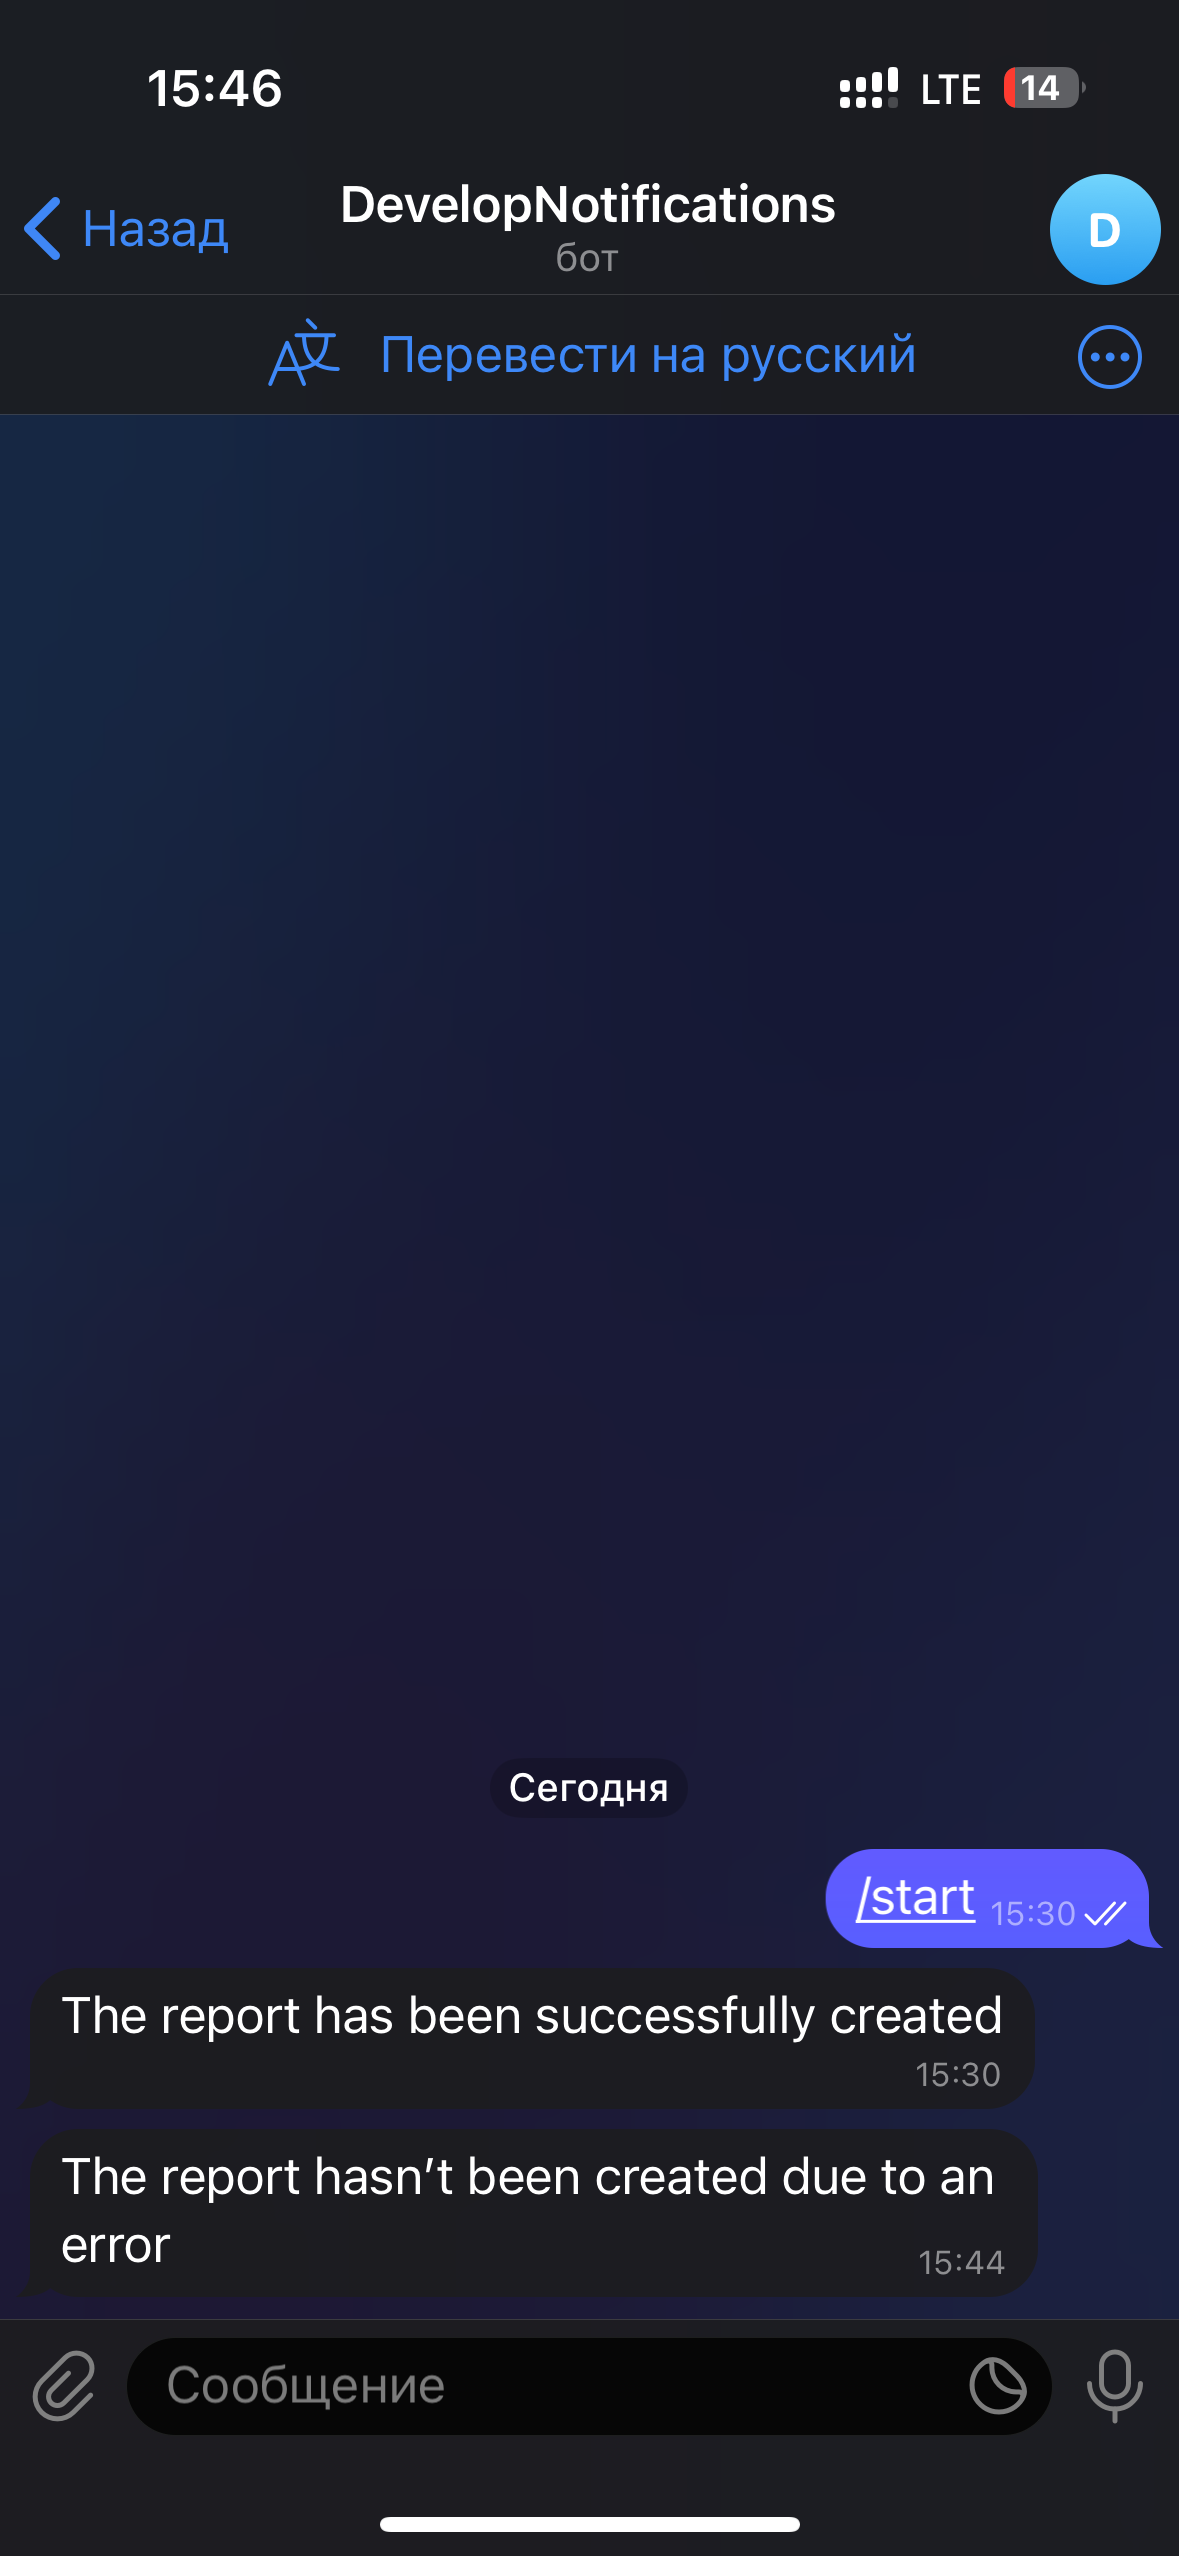 15:46
LTE
14
Назад
DevelopNotifications
бот
D
Перевести на русский
Сегодня
/start 15:30
The report has been successfully created
15:30
The report hasn’t been created due to an
error
15:44
Сообщение